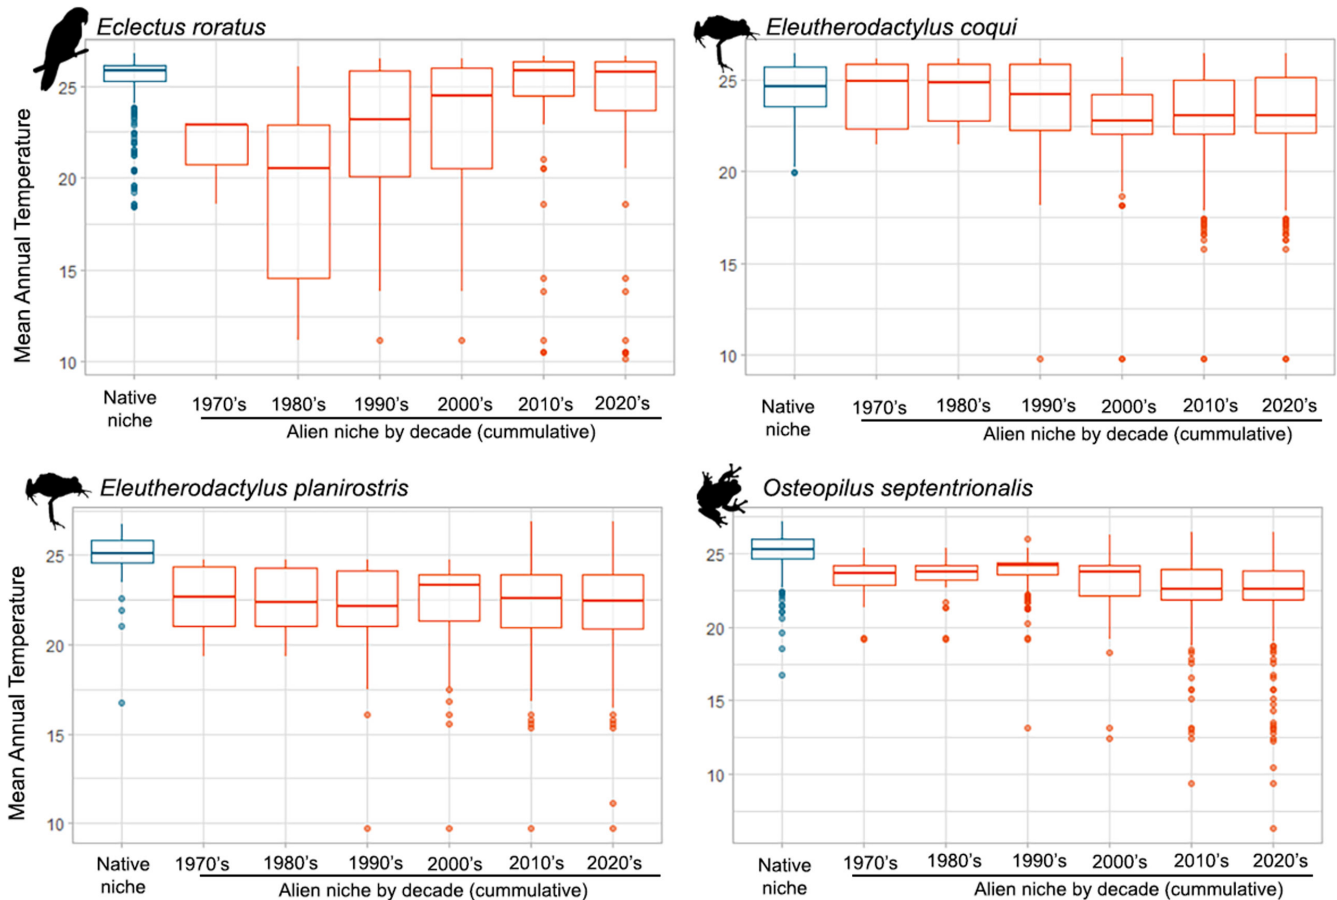 Eclectus roratus
Mean Annual Temperature
25
20
15
10
Native
niche
1970's
1980's
1990's
2000's
2010's
2020's
Alien niche by decade (cummulative)
Eleutherodactylus coqui
25
20
15
10
Native
niche
1970's
1980's
1990's
2000's
2010's
2020's
Alien niche by decade (cummulative)
Eleutherodactylus planirostris
Mean Annual Temperature
25
20
15
10
Native
niche
1970's
1980's
1990's
2000's
2010's
2020's
Alien niche by decade (cummulative)
Osteopilus septentrionalis
25
20
15
10
Native
niche
1970's
1980's
1990's
2000's
2010's
2020's
Alien niche by decade (cummulative)